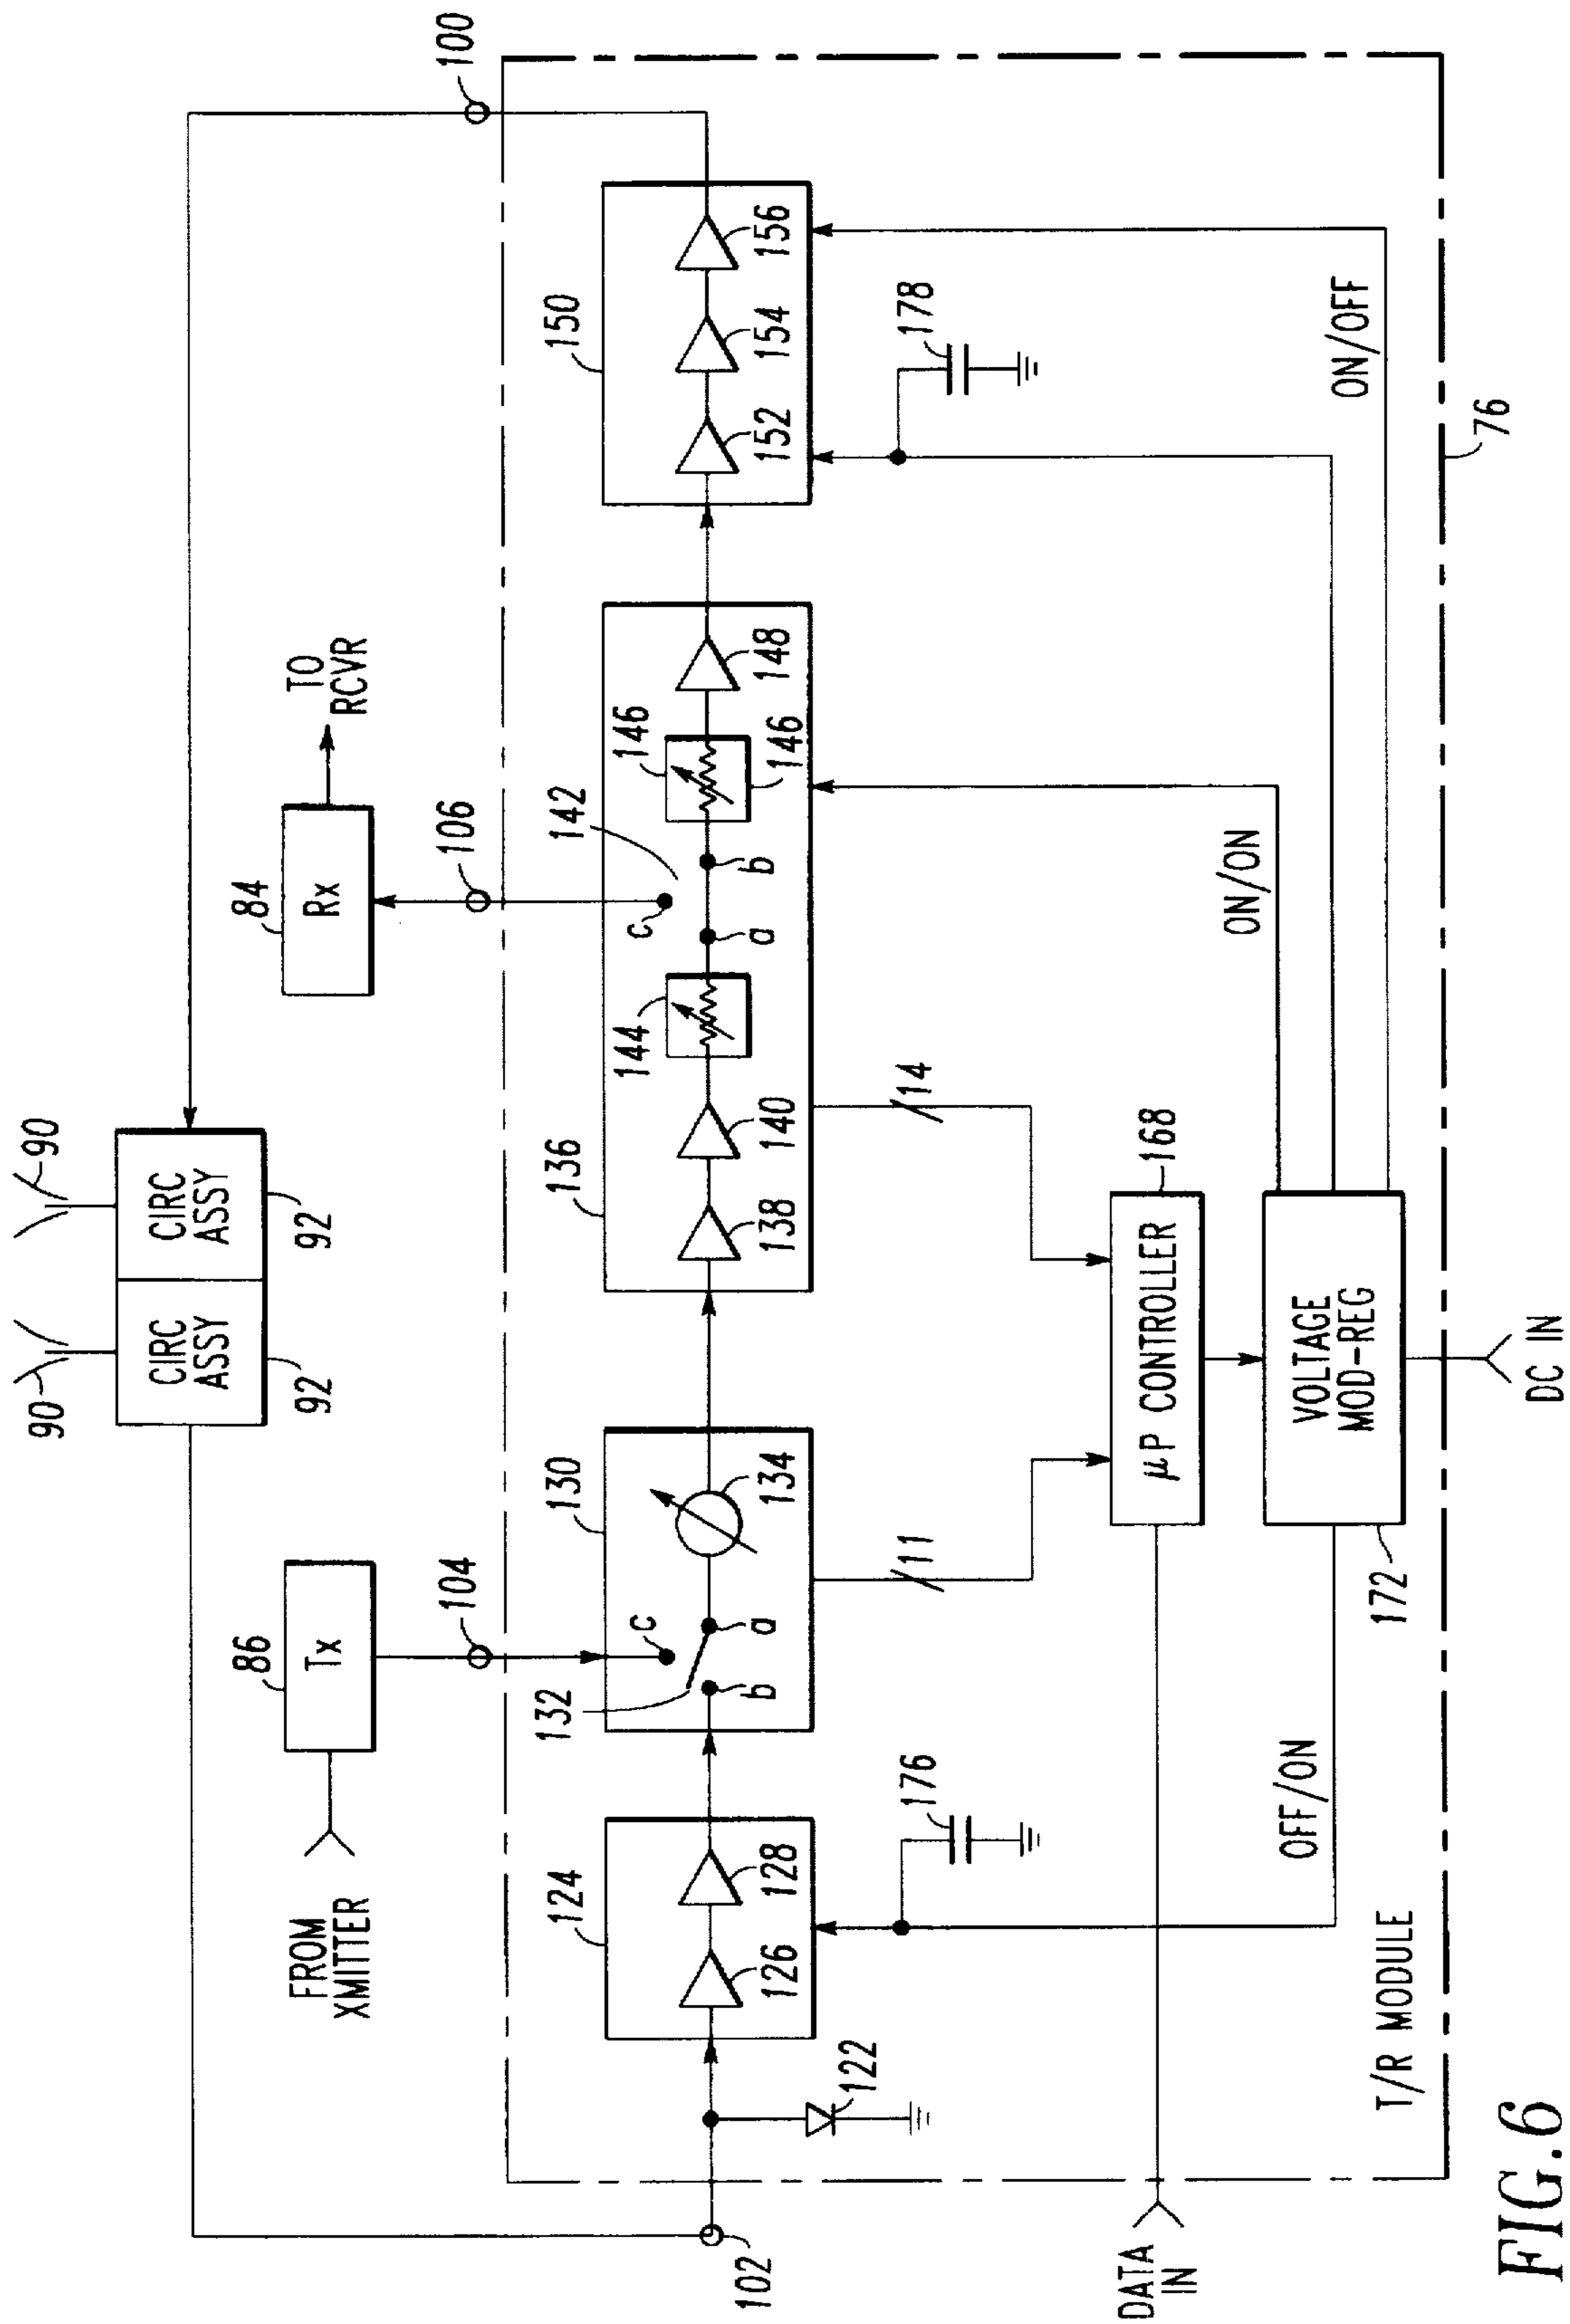 90
90
CIRC
ASSY
CIRC
ASSY
92
92
100
FROM
XMITTER
86
Tx
104
84
Rx
106
TO
RCVR
102
122
124
126
128
130
132
c
b
a
134
136
138
140
144
142
c
a
b
146
146
148
150
152
154
156
176
11
14
178
OFF/ON
μP CONTROLLER
168
ON/ON
ON/OFF
DATA
IN
VOLTAGE
MOD-REG
172
T/R MODULE
DC IN
76
FIG.6